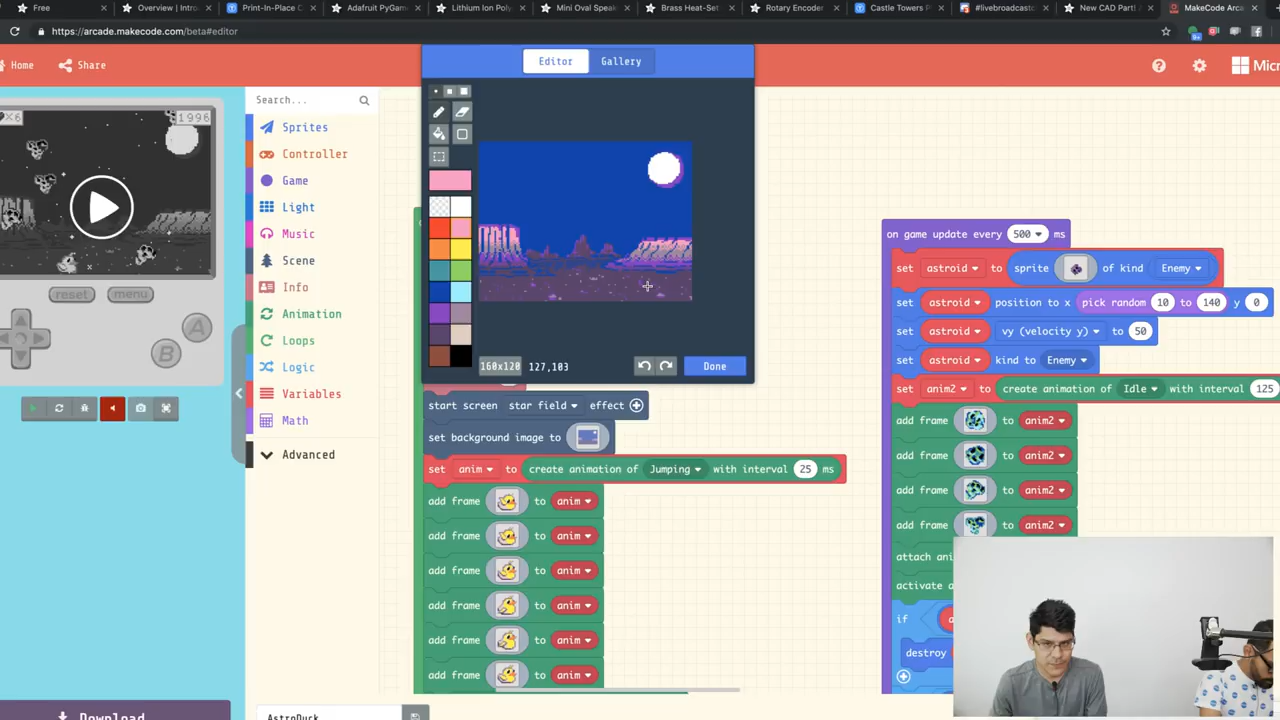 Free
Overview | Intro
Print-In-Place C
Adafruit PyGam
Lithium Ion Poly
Mini Oval Speak
Brass Heat-Set
Rotary Encoder
Castle Towers P
#livebroadcastc
New CAD Part! A
MakeCode Arc
https://arcade.makecode.com/beta#editor
Home
Share
Editor
Gallery
Micr
×6
1996
Search...
Sprites
Controller
Game
Light
Music
Scene
Info
Animation
Loops
Logic
Variables
Math
Advanced
reset
menu
A
B
Download
160x120
127,103
Done
start screen star field effect
set background image to
set anim to create animation of Jumping with interval 25 ms
add frame to anim
add frame to anim
add frame to anim
add frame to anim
add frame to anim
add frame to anim
AstroDuck
on game update every 500 ms
set astroid to sprite of kind Enemy
set astroid position to x pick random 10 to 140 y 0
set astroid vy (velocity y) to 50
set astroid kind to Enemy
set anim2 to create animation of Idle with interval 125
add frame to anim2
add frame to anim2
add frame to anim2
add frame to anim2
attach ani
activate a
if a
destroy